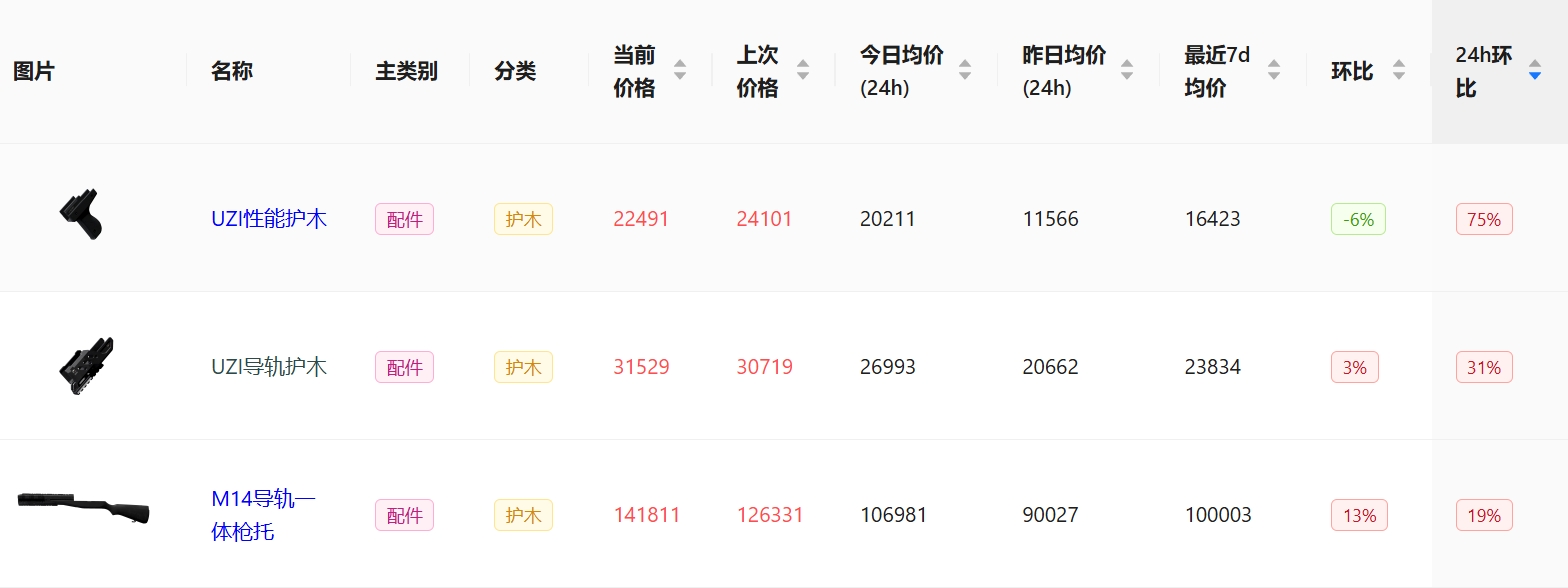 图片 名称 主类别 分类 当前价格 上次价格 今日均价(24h) 昨日均价(24h) 最近7d均价 环比 24h环比
UZI性能护木 配件 护木 22491 24101 20211 11566 16423 -6% 75%
UZI导轨护木 配件 护木 31529 30719 26993 20662 23834 3% 31%
M14导轨一体枪托 配件 护木 141811 126331 106981 90027 100003 13% 19%